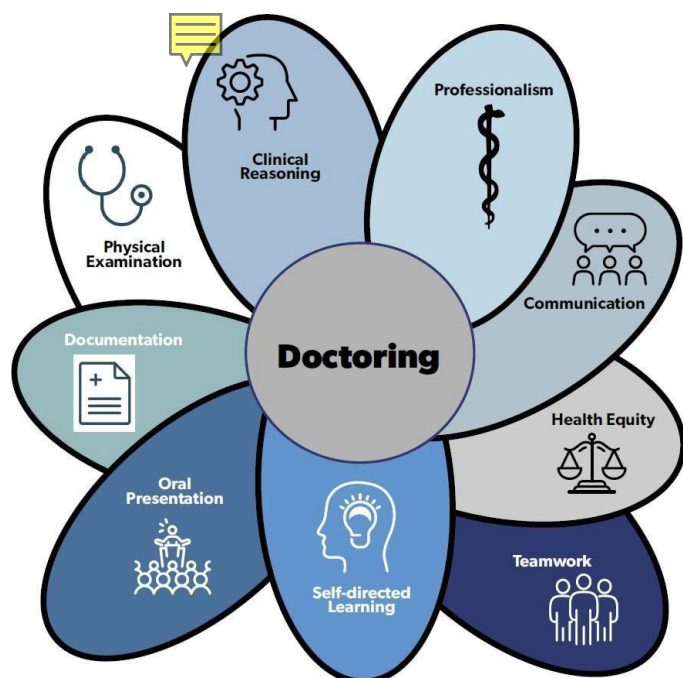 Professionalism
Clinical
Reasoning
Physical
Examination
Communication
Documentation
Doctoring
Health Equity
Oral
Presentation
Teamwork
Self-directed
Learning